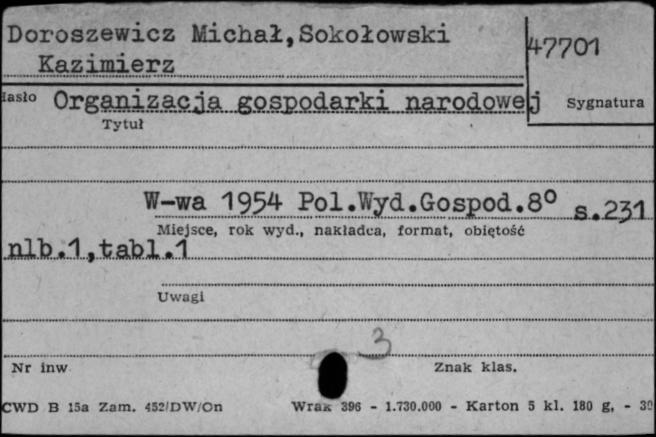 Doroszewicz Michał, Sokołowski
47701
Kazimierz
Hasło Organizacja gospodarki narodowej Sygnatura
Tytuł
W-wa 1954 Pol.Wyd.Gospod.8° s.231
Miejsce, rok wyd., nakładca, format, objętość
nlb.1,tabl.1
Uwagi
3
Nr inw Znak klas.
CWD B 15a Zam. 452/DW/On Wrak 396 - 1.730.000 - Karton 5 kl. 180 g, - 30